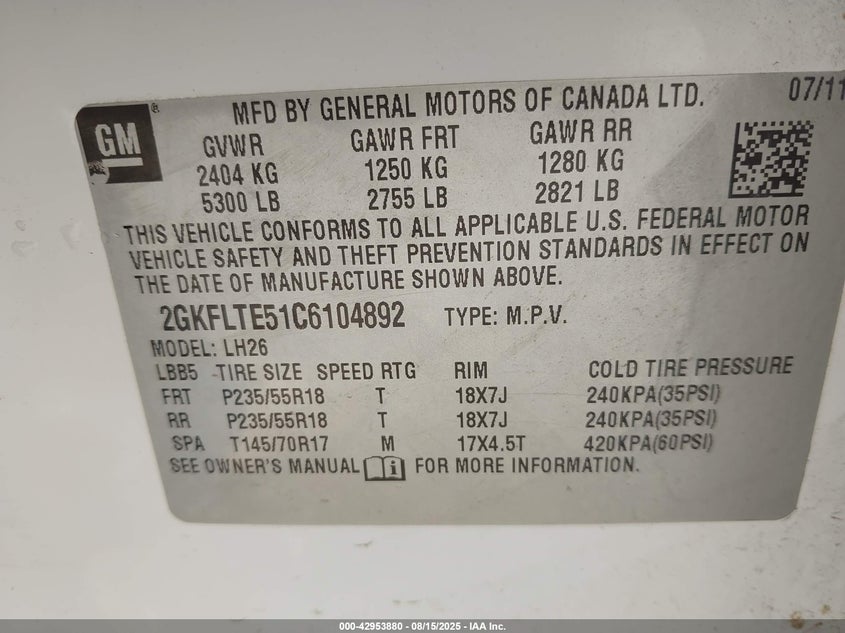 MFD BY GENERAL MOTORS OF CANADA LTD. 07/11
GM
GVWR GAWR FRT GAWR RR
2404 KG 1250 KG 1280 KG
5300 LB 2755 LB 2821 LB
THIS VEHICLE CONFORMS TO ALL APPLICABLE U.S. FEDERAL MOTOR
VEHICLE SAFETY AND THEFT PREVENTION STANDARDS IN EFFECT ON
THE DATE OF MANUFACTURE SHOWN ABOVE.
2GKFLTE51C6104892 TYPE: M.P.V.
MODEL: LH26
LBB5 TIRE SIZE SPEED RTG RIM COLD TIRE PRESSURE
FRT P235/55R18 T 18X7J 240KPA(35PSI)
RR P235/55R18 T 18X7J 240KPA(35PSI)
SPA T145/70R17 M 17X4.5T 420KPA(60PSI)
SEE OWNER'S MANUAL i FOR MORE INFORMATION.
000-42953880 - 08/15/2025 - IAA Inc.